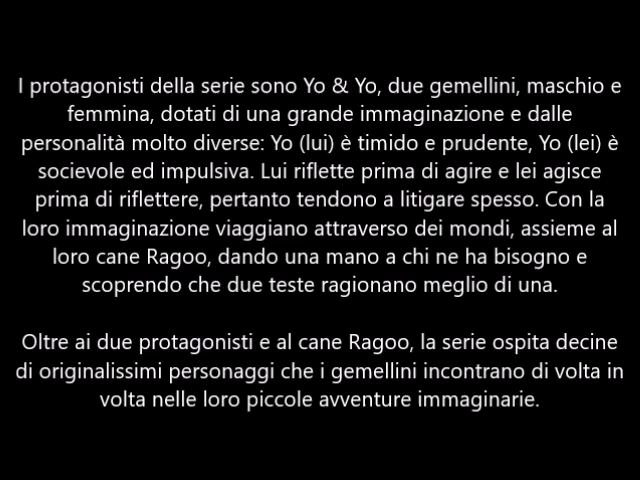 I protagonisti della serie sono Yo & Yo, due gemellini, maschio e
femmina, dotati di una grande immaginazione e dalle
personalità molto diverse: Yo (lui) è timido e prudente, Yo (lei) è
socievole ed impulsiva. Lui riflette prima di agire e lei agisce
prima di riflettere, pertanto tendono a litigare spesso. Con la
loro immaginazione viaggiano attraverso dei mondi, assieme al
loro cane Ragoo, dando una mano a chi ne ha bisogno e
scoprendo che due teste ragionano meglio di una.
Oltre ai due protagonisti e al cane Ragoo, la serie ospita decine
di originalissimi personaggi che i gemellini incontrano di volta in
volta nelle loro piccole avventure immaginarie.